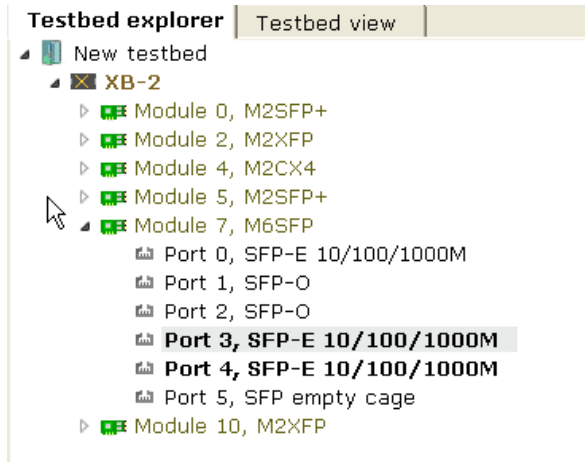 Testbed explorer Testbed view
New testbed
XB-2
Module 0, M2SFP+
Module 2, M2XFP
Module 4, M2CX4
Module 5, M2SFP+
Module 7, M6SFP
Port 0, SFP-E 10/100/1000M
Port 1, SFP-O
Port 2, SFP-O
Port 3, SFP-E 10/100/1000M
Port 4, SFP-E 10/100/1000M
Port 5, SFP empty cage
Module 10, M2XFP